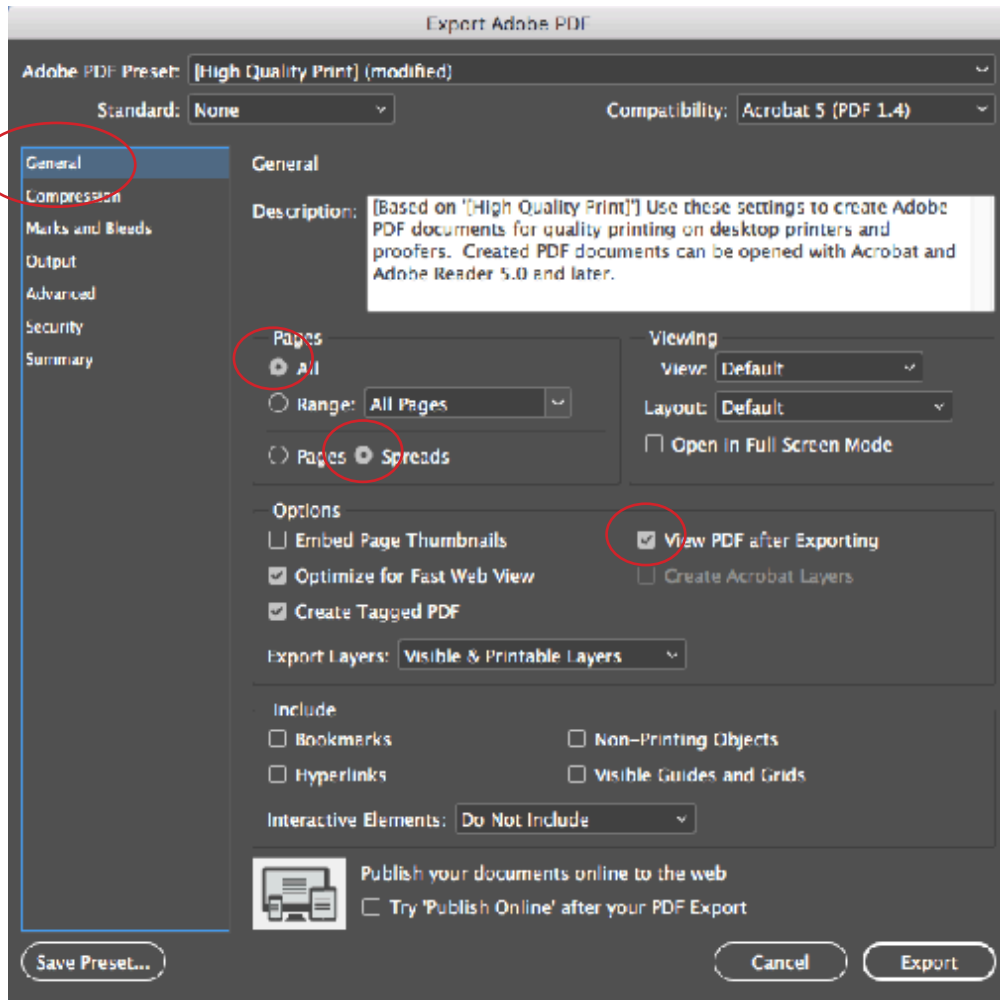 Export Adobe PDF
Adobe PDF Preset: [High Quality Print] (modified)
Standard: None Compatibility: Acrobat 5 (PDF 1.4)
General
Compression
Marks and Bleeds
Output
Advanced
Security
Summary
General
Description: [Based on '[High Quality Print]'] Use these settings to create Adobe
PDF documents for quality printing on desktop printers and
proofers. Created PDF documents can be opened with Acrobat and
Adobe Reader 5.0 and later.
Pages
All
Range: All Pages
Pages Spreads
Viewing
View: Default
Layout: Default
Open in Full Screen Mode
Options
Embed Page Thumbnails
Optimize for Fast Web View
Create Tagged PDF
View PDF after Exporting
Create Acrobat Layers
Export Layers: Visible & Printable Layers
Include
Bookmarks
Hyperlinks
Non-Printing Objects
Visible Guides and Grids
Interactive Elements: Do Not Include
Publish your documents online to the web
Try 'Publish Online' after your PDF Export
Save Preset... Cancel Export